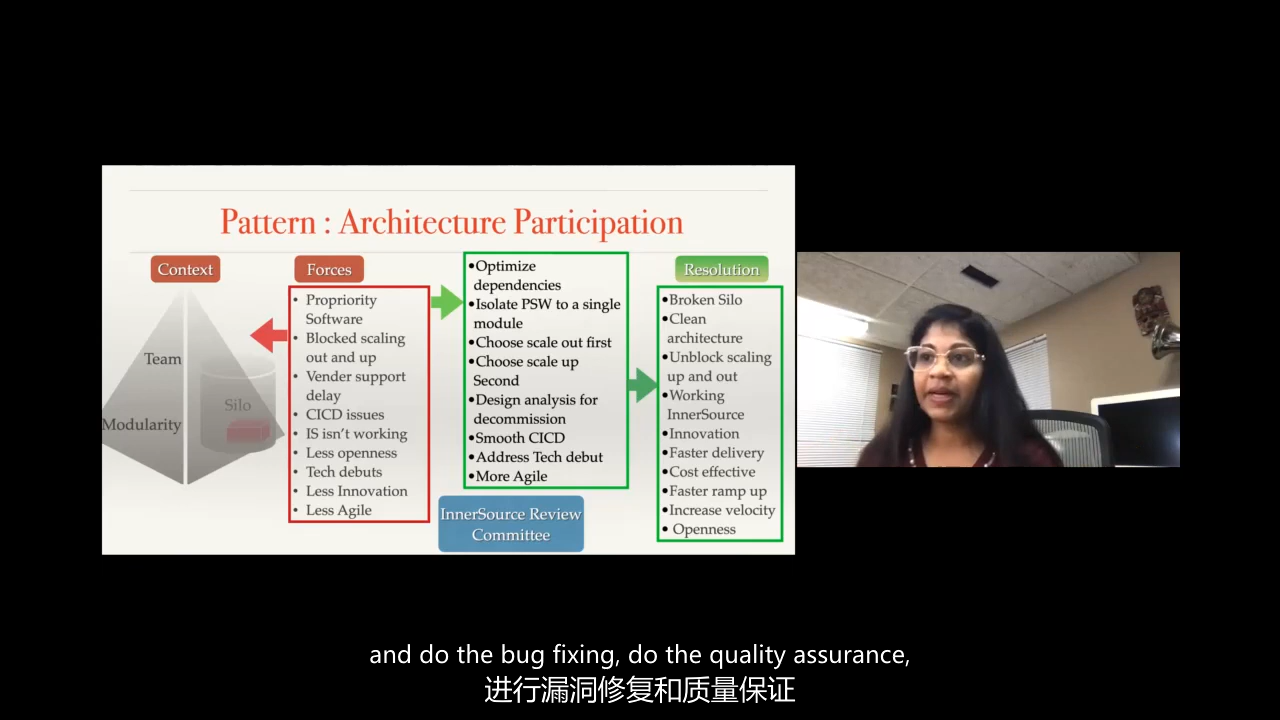 Pattern : Architecture Participation
Context
Team
Modularity
Silo
Forces
• Propriority
Software
• Blocked scaling
out and up
• Vender support
delay
• CICD issues
• IS isn't working
• Less openness
• Tech debuts
• Less Innovation
• Less Agile
•Optimize
dependencies
•Isolate PSW to a single
module
•Choose scale out first
•Choose scale up
Second
•Design analysis for
decommission
•Smooth CICD
•Address Tech debut
•More Agile
InnerSource Review
Committee
Resolution
•Broken Silo
•Clean
architecture
•Unblock scaling
up and out
•Working
InnerSource
•Innovation
•Faster delivery
•Cost effective
•Faster ramp up
•Increase velocity
• Openness
and do the bug fixing, do the quality assurance,
进行漏洞修复和质量保证